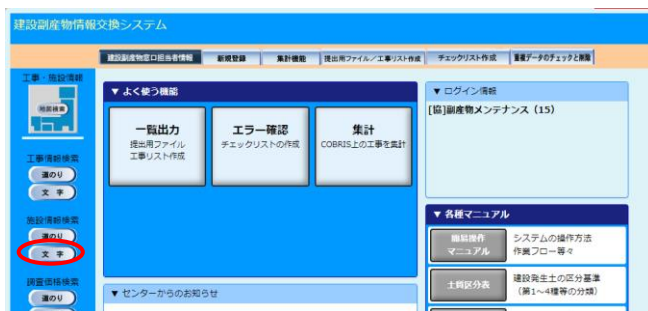 建設副産物情報交換システム
建設副産物窓口担当者情報
新規登録
集計機能
提出用ファイル／工事リスト作成
チェックリスト作成
重複データのチェックと削除
工事・施設情報
地図検索
工事情報検索
道のり
文 字
施設情報検索
道のり
文 字
調査価格検索
道のり
▼ よく使う機能
一覧出力
提出用ファイル
工事リスト作成
エラー確認
チェックリストの作成
集計
COBRIS上の工事を集計
▼ センターからのお知らせ
▼ ログイン情報
[協]副産物メンテナンス（15）
▼ 各種マニュアル
簡易操作
マニュアル
システムの操作方法
作業フロー等々
土質区分表
建設発生土の区分基準
（第1～4種等の分類）